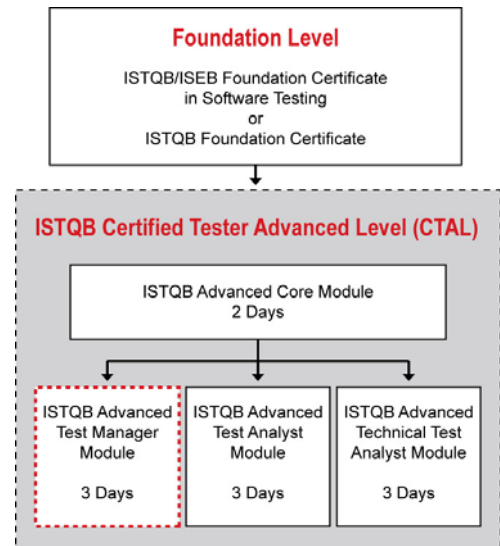 Foundation Level
ISTQB/ISEB Foundation Certificate
in Software Testing
or
ISTQB Foundation Certificate
ISTQB Certified Tester Advanced Level (CTAL)
ISTQB Advanced Core Module
2 Days
ISTQB Advanced
Test Manager
Module
3 Days
ISTQB Advanced
Test Analyst
Module
3 Days
ISTQB Advanced
Technical Test
Analyst Module
3 Days